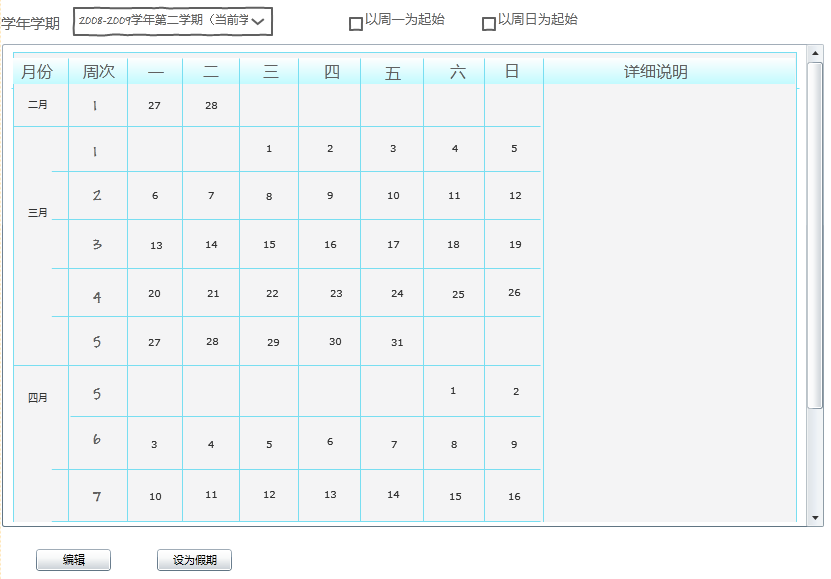 学年学期 2008-2009学年第二学期（当前学 以周一为起始 以周日为起始
月份 周次 一 二 三 四 五 六 日 详细说明
二月 1 27 28
1 1 2 3 4 5
2 6 7 8 9 10 11 12
三月
3 13 14 15 16 17 18 19
4 20 21 22 23 24 25 26
5 27 28 29 30 31
四月 5 1 2
6 3 4 5 6 7 8 9
7 10 11 12 13 14 15 16
编辑 设为假期